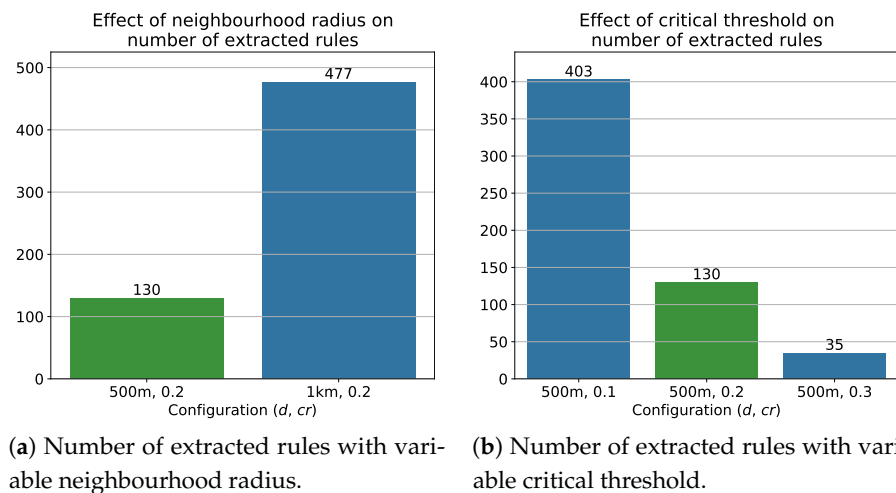 Effect of neighbourhood radius on
number of extracted rules
500
400
300
200
100
0
477
130
500m, 0.2
1km, 0.2
Configuration (d, cr)
(a) Number of extracted rules with vari-
able neighbourhood radius.
Effect of critical threshold on
number of extracted rules
400
350
300
250
200
150
100
50
0
403
130
35
500m, 0.1
500m, 0.2
500m, 0.3
Configuration (d, cr)
(b) Number of extracted rules with vari
able critical threshold.